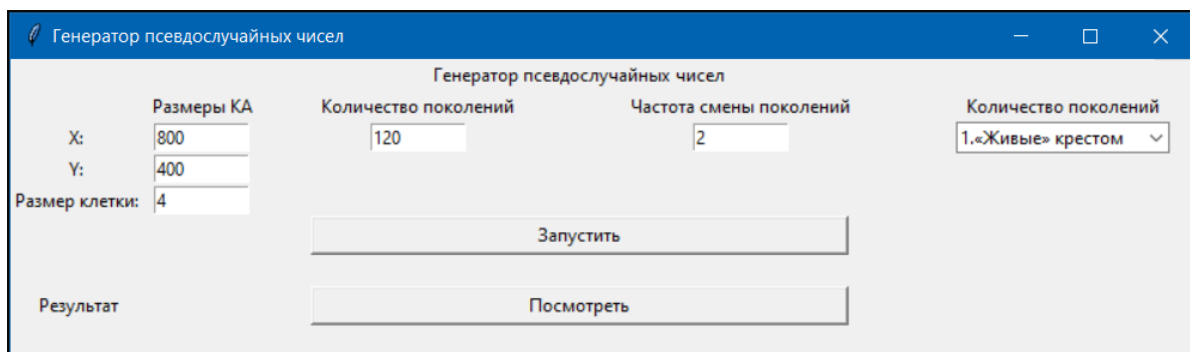 Генератор псевдослучайных чисел
Генератор псевдослучайных чисел
Размеры КА Количество поколений Частота смены поколений Количество поколений
X: 800 120 2 1.«Живые» крестом
Y: 400
Размер клетки: 4
Запустить
Результат Посмотреть